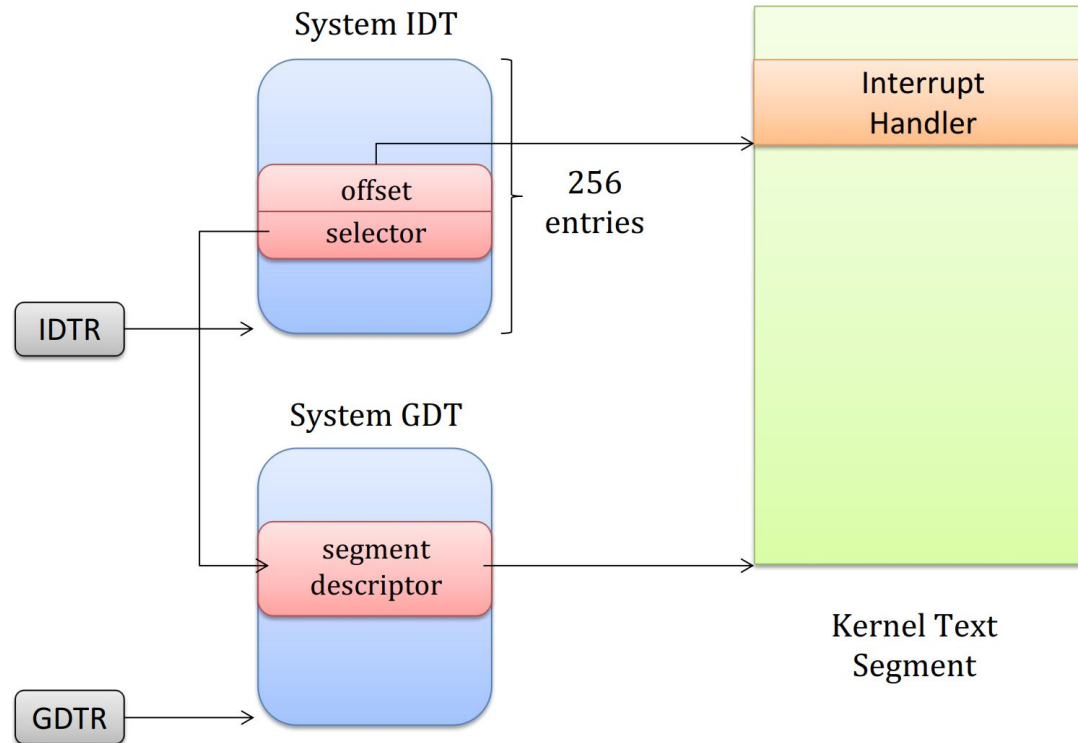 System IDT
Interrupt
Handler
offset
selector
256
entries
IDTR
System GDT
segment
descriptor
Kernel Text
Segment
GDTR